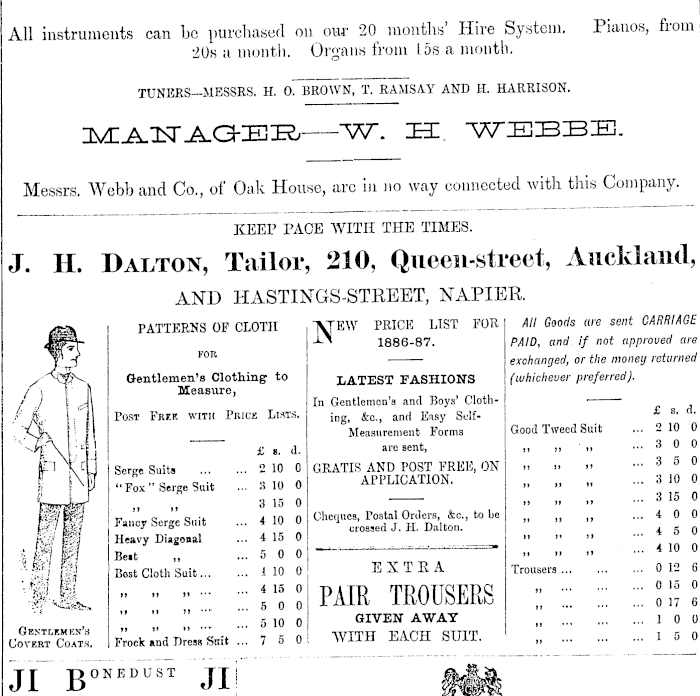 All instruments can be purchased on our 20 months' Hire System. Pianos, from
20s a month. Organs from 15s a month.
TUNERS—MESSRS. H. O. BROWN, T. RAMSAY AND H. HARRISON.
MANAGER—W. H. WEBBE.
Messrs. Webb and Co., of Oak House, are in no way connected with this Company.
KEEP PACE WITH THE TIMES.
J. H. DALTON, Tailor, 210, Queen-street, Auckland,
AND HASTINGS-STREET, NAPIER.
GENTLEMEN'S
COVERT COATS.
PATTERNS OF CLOTH
FOR
Gentlemen's Clothing to
Measure,
POST FREE WITH PRICE LISTS.
£ s. d.
Serge Suits ... ... 2 10 0
"Fox" Serge Suit ... 3 10 0
,, ,, 3 15 0
Fancy Serge Suit ... 4 10 0
Heavy Diagonal ... 4 15 0
Best ,, ... 5 0 0
Best Cloth Suit ... ... 4 10 0
,, ,, ,, ... ... 4 15 0
,, ,, ,, ... ... 5 0 0
,, ,, ,, ... ... 5 10 0
Frock and Dress Suit ... 7 5 0
NEW PRICE LIST FOR
1886-87.
LATEST FASHIONS
In Gentlemen's and Boys' Cloth-
ing, &c., and Easy Self-
Measurement Forms
are sent,
GRATIS AND POST FREE, ON
APPLICATION.
Cheques, Postal Orders, &c., to be
crossed J. H. Dalton.
EXTRA
PAIR TROUSERS
GIVEN AWAY
WITH EACH SUIT.
All Goods are sent CARRIAGE
PAID, and if not approved are
exchanged, or the money returned
(whichever preferred).
£ s. d.
Good Tweed Suit ... 2 10 0
,, ,, ,, ... 3 0 0
,, ,, ,, ... 3 5 0
,, ,, ,, ... 3 10 0
,, ,, ,, ... 3 15 0
,, ,, ,, ... 4 0 0
,, ,, ,, ... 4 5 0
,, ,, ,, ... 4 10 0
Trousers ... ... ... 0 12 6
,, ... ... ... 0 15 0
,, ... ... ... 0 17 6
,, ... ... ... 1 0 0
,, ... ... ... 1 5 0
JI BONEDUST JI